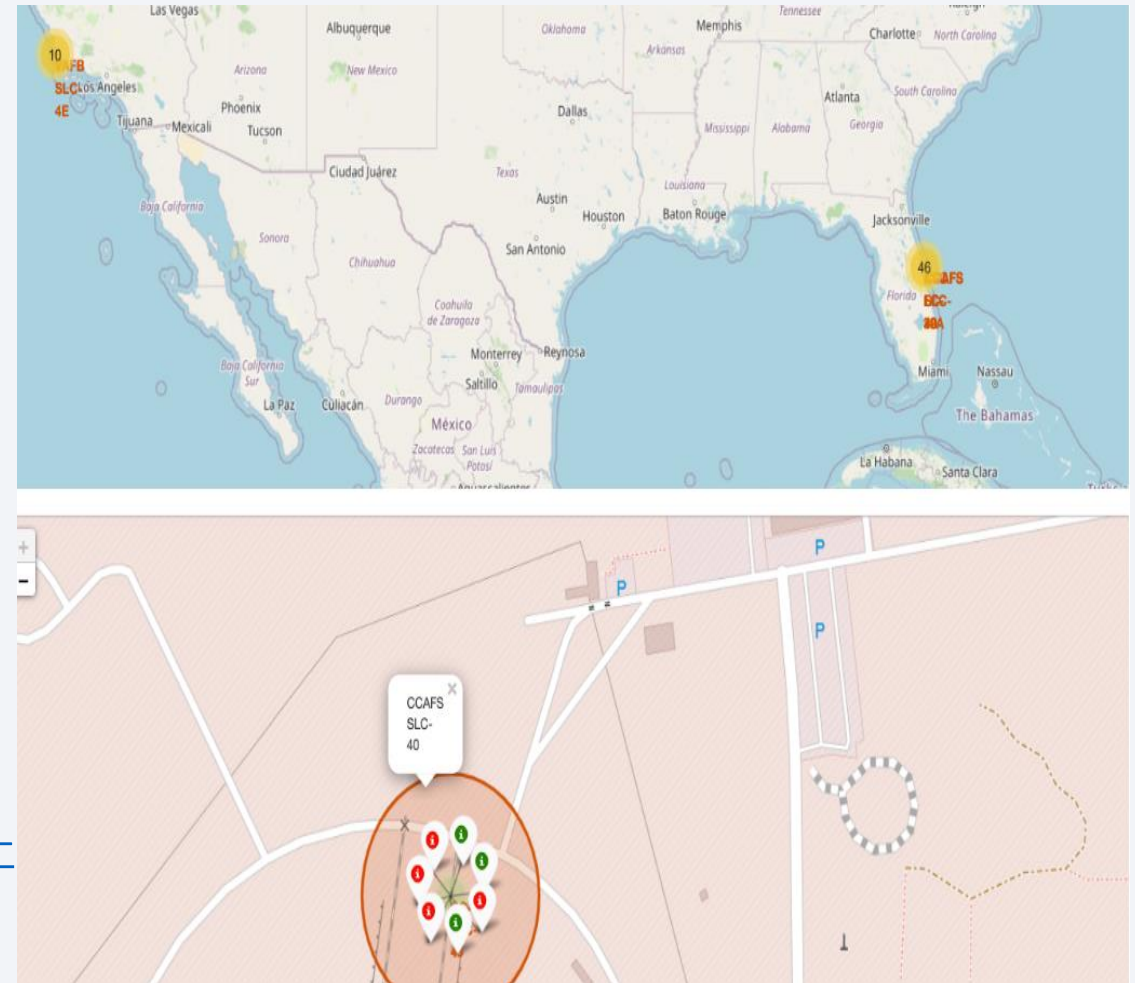 Las Vegas
Albuquerque
Oklahoma
Memphis
Tennessee
Charlotte
North Carolina
10
AFB
SLC-
4E
Los Angeles
Arizona
New Mexico
Arkansas
Phoenix
Tijuana
Mexicali
Tucson
Dallas
Atlanta
South Carolina
Mississippi
Alabama
Georgia
Ciudad Juárez
Texas
Louisiana
Austin
Houston
Baton Rouge
Jacksonville
Baja California
Sonora
Chihuahua
San Antonio
46
AFS
Florida
Coahuila
de Zaragoza
Monterrey
Reynosa
Miami
Nassau
Baja California
Sur
La Paz
Culiacán
Durango
Saltillo
Tamaulipas
México
The Bahamas
Zacatecas
San Luis
Potosí
La Habana
Santa Clara
Aguascalientes
+
−
P
P
P
CCAFS
SLC-
40
×